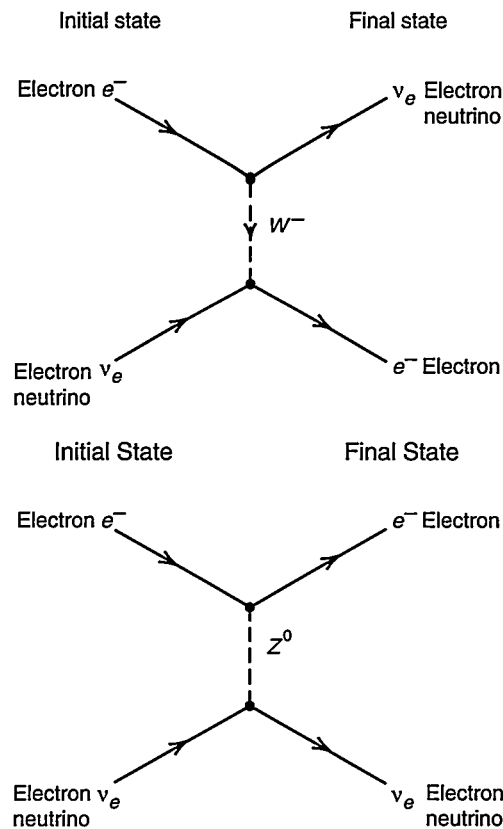 Initial state Final state
Electron e⁻ νₑ Electron
neutrino
W⁻
Electron νₑ e⁻ Electron
neutrino
Initial State Final State
Electron e⁻ e⁻ Electron
Z⁰
Electron νₑ νₑ Electron
neutrino neutrino